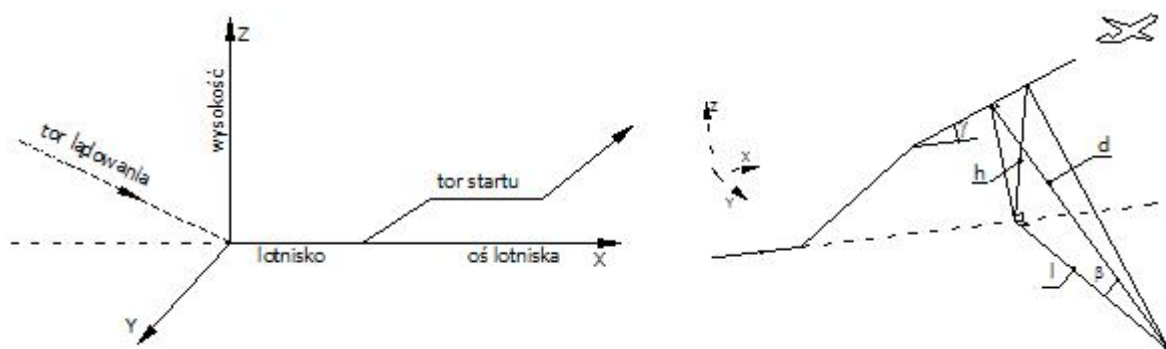 Z
wysokość
tor lądowania
tor startu
lotnisko
oś lotniska
X
Y
Z
X
Y
γ
h
d
l
β